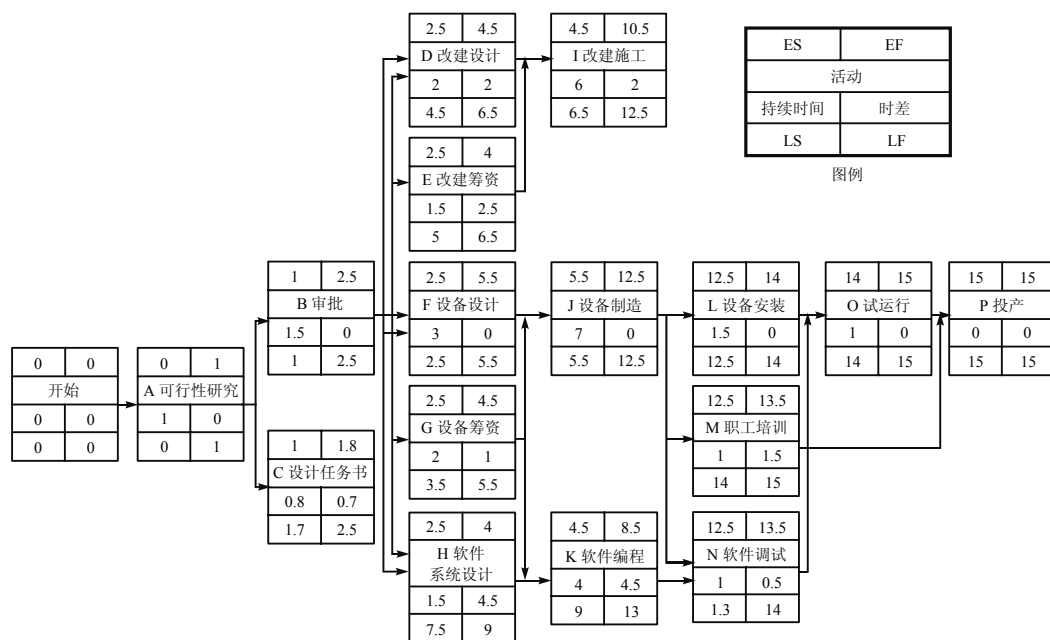 2.5 4.5
D 改建设计
2 2
4.5 6.5
4.5 10.5
I 改建施工
6 2
6.5 12.5
ES EF
活动
持续时间 时差
LS LF
图例
2.5 4
E 改建筹资
1.5 2.5
5 6.5
0 0
开始
0 0
0 0
0 1
A 可行性研究
1 0
0 1
1 2.5
B 审批
1.5 0
1 2.5
1 1.8
C 设计任务书
0.8 0.7
1.7 2.5
2.5 5.5
F 设备设计
3 0
2.5 5.5
5.5 12.5
J 设备制造
7 0
5.5 12.5
12.5 14
L 设备安装
1.5 0
12.5 14
14 15
O 试运行
1 0
14 15
15 15
P 投产
0 0
15 15
2.5 4.5
G 设备筹资
2 1
3.5 5.5
12.5 13.5
M 职工培训
1 1.5
14 15
2.5 4
H 软件
系统设计
1.5 4.5
7.5 9
4.5 8.5
K 软件编程
4 4.5
9 13
12.5 13.5
N 软件调试
1 0.5
1.3 14